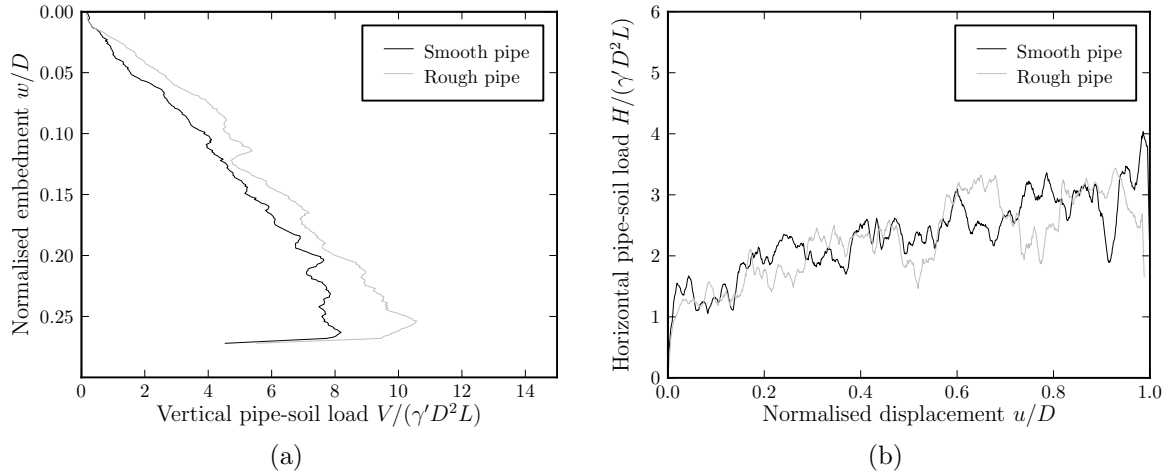 0.00
0.05
0.10
0.15
0.20
0.25
Normalised embedment w/D
0 2 4 6 8 10 12 14
Vertical pipe-soil load V/(γ′D²L)
Smooth pipe
Rough pipe
(a)
6
5
4
3
2
1
0
Horizontal pipe-soil load H/(γ′D²L)
0.0 0.2 0.4 0.6 0.8 1.0
Normalised displacement u/D
Smooth pipe
Rough pipe
(b)